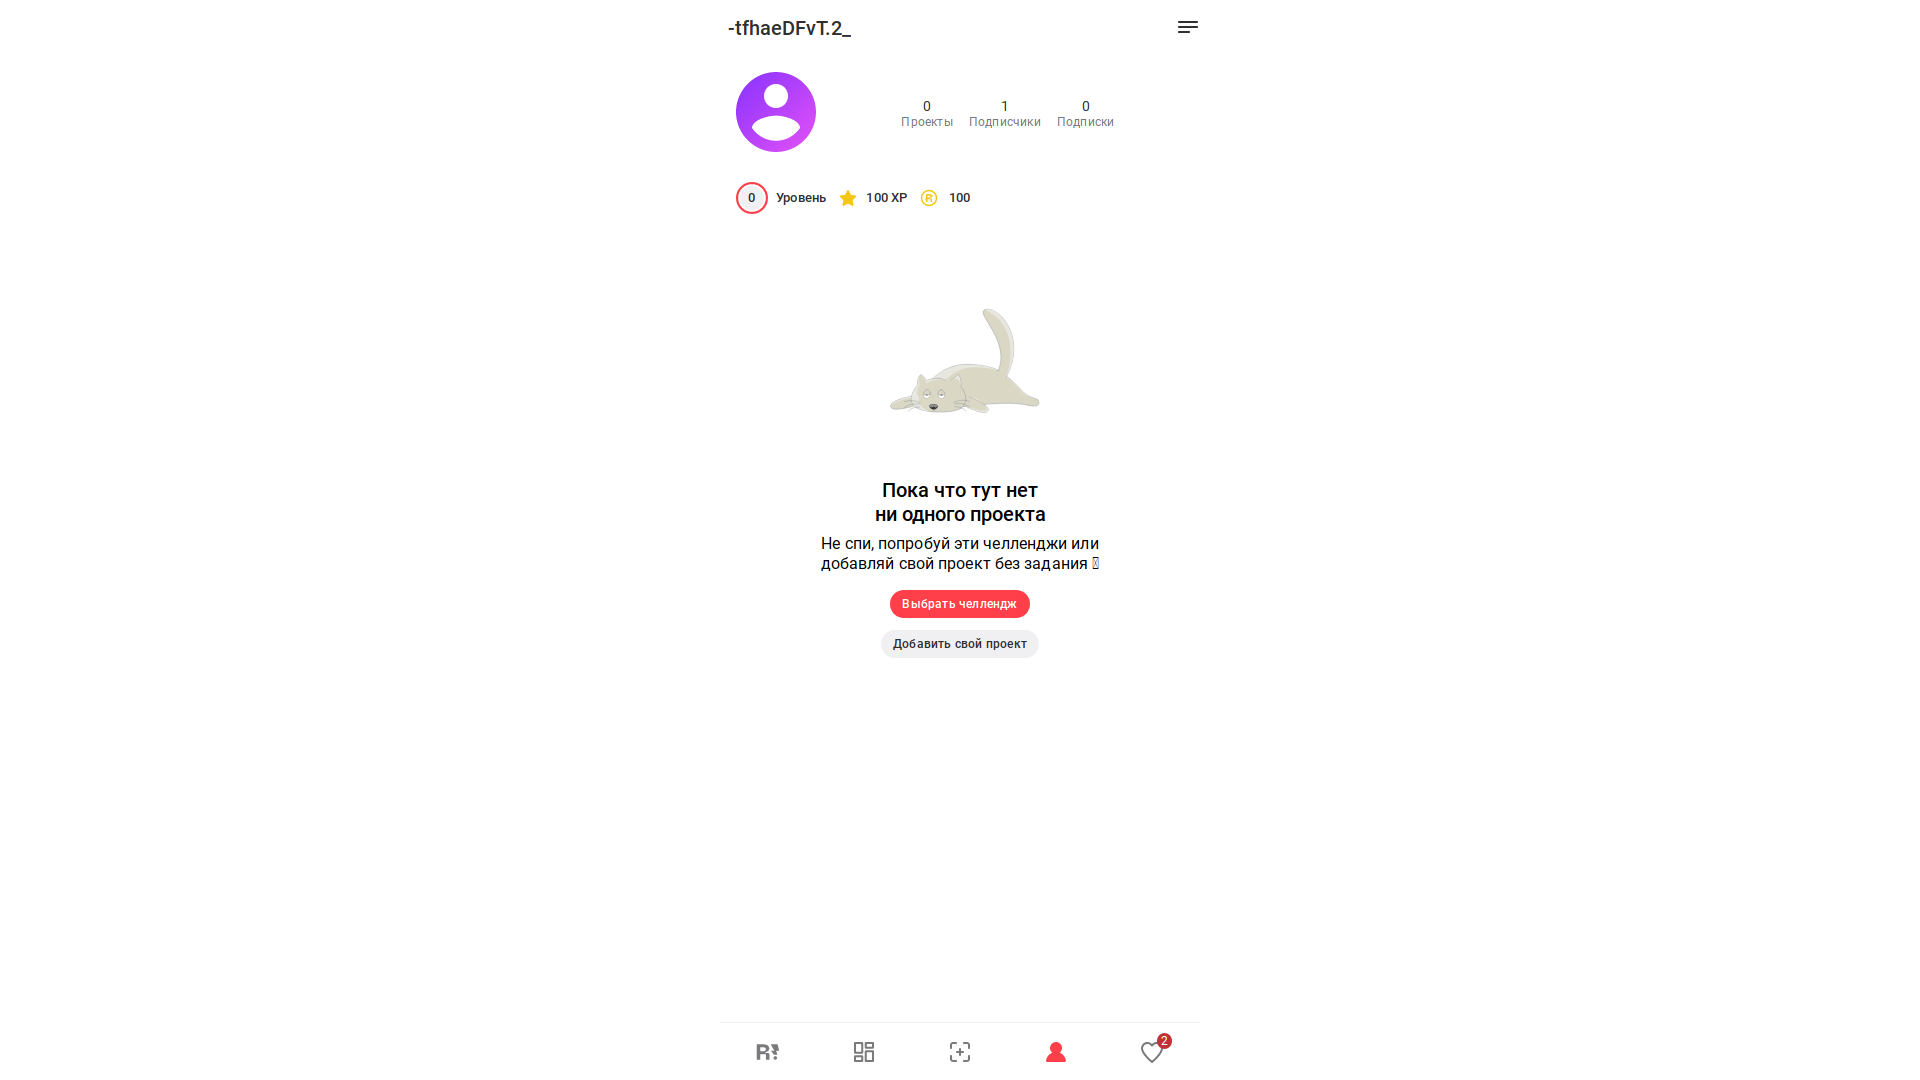 -tfhaeDFvT.2_
0 1 0
Проекты Подписчики Подписки
0 Уровень 100 XP 100
Пока что тут нет
ни одного проекта
Не спи, попробуй эти челленджи или
добавляй свой проект без задания
Выбрать челлендж
Добавить свой проект
R
2